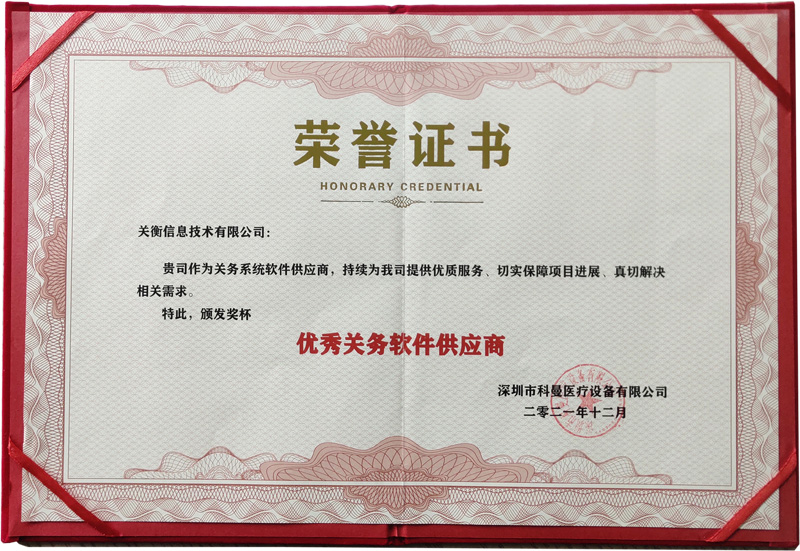 荣誉证书
HONORARY CREDENTIAL
关衡信息技术有限公司：
贵司作为关务系统软件供应商，持续为我司提供优质服务、切实保障项目进展、真切解决
相关需求。
特此，颁发奖杯
优秀关务软件供应商
深圳市科曼医疗设备有限公司
二零二一年十二月